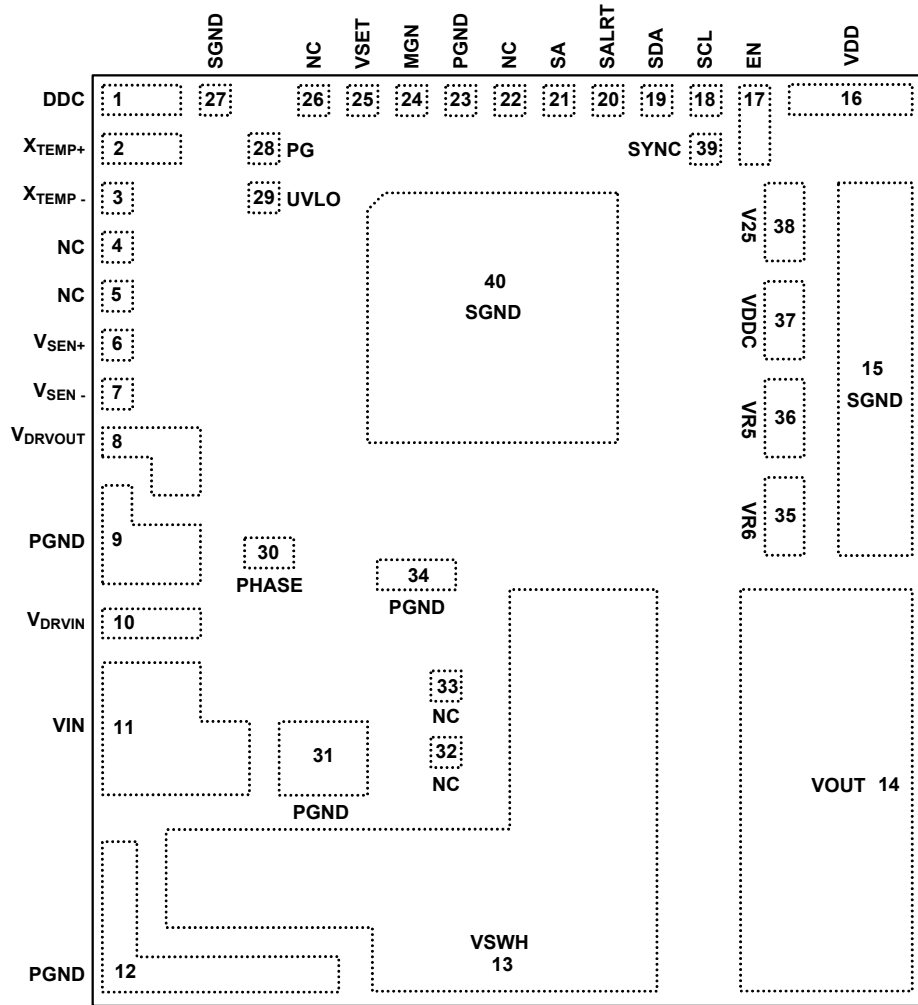 SGND NC VSET MGN PGND NC SA SALRT SDA SCL EN VDD
DDC 1 27 26 25 24 23 22 21 20 19 18 17 16
XTEMP+ 2 28 PG SYNC 39
XTEMP - 3 29 UVLO
V25 38
NC 4
40
SGND
NC 5
VDDC 37
VSEN+ 6
15
SGND
VSEN - 7
VR5 36
VDRVOUT 8
VR6 35
PGND 9
30
PHASE
34
PGND
VDRVIN 10
33
NC
VIN 11
31
PGND
32
NC
VOUT 14
VSWH
13
PGND 12